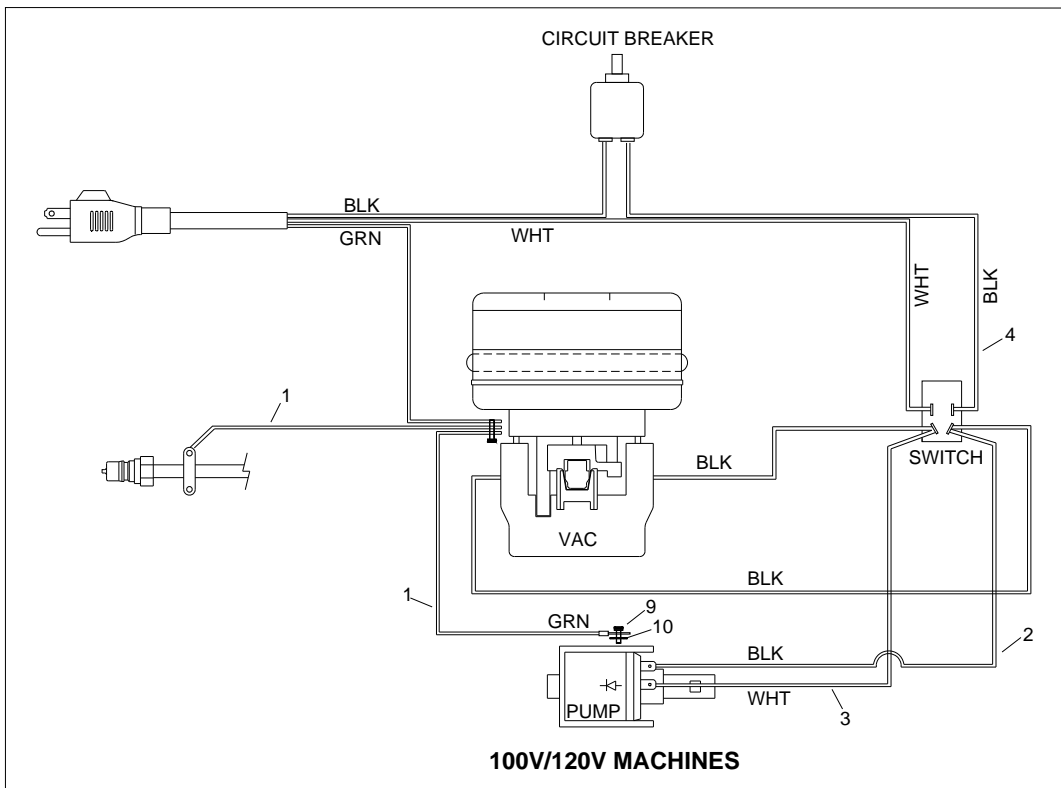 CIRCUIT BREAKER
BLK
GRN
WHT
WHT
BLK
4
1
SWITCH
BLK
VAC
BLK
1
9
GRN
10
2
BLK
WHT
3
PUMP
100V/120V MACHINES